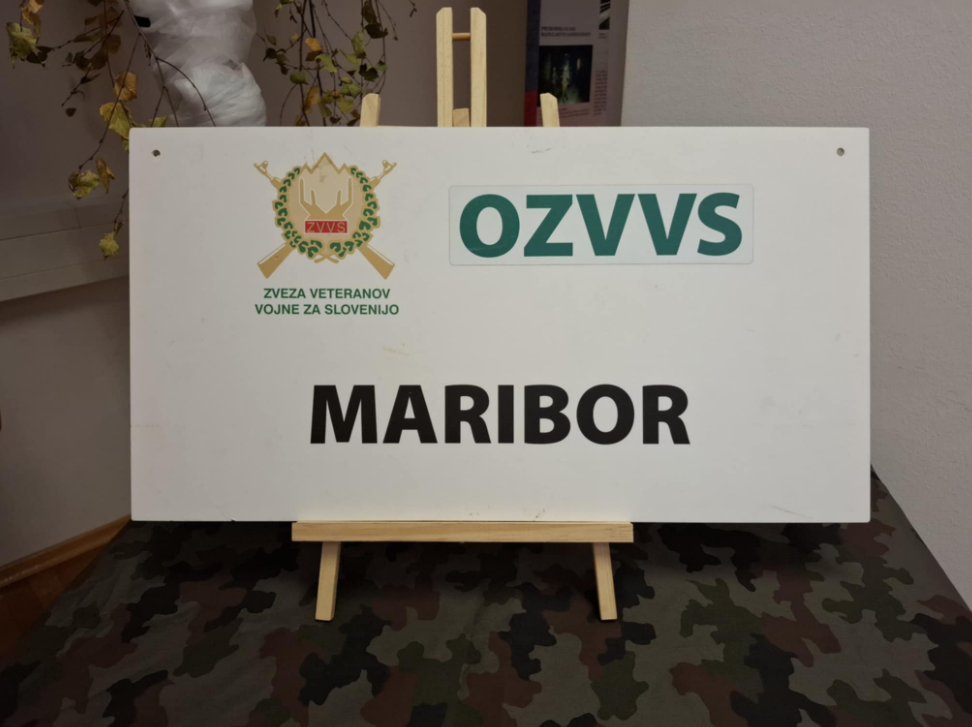 ZVVS
ZVEZA VETERANOV
VOJNE ZA SLOVENIJO
OZVVS
MARIBOR